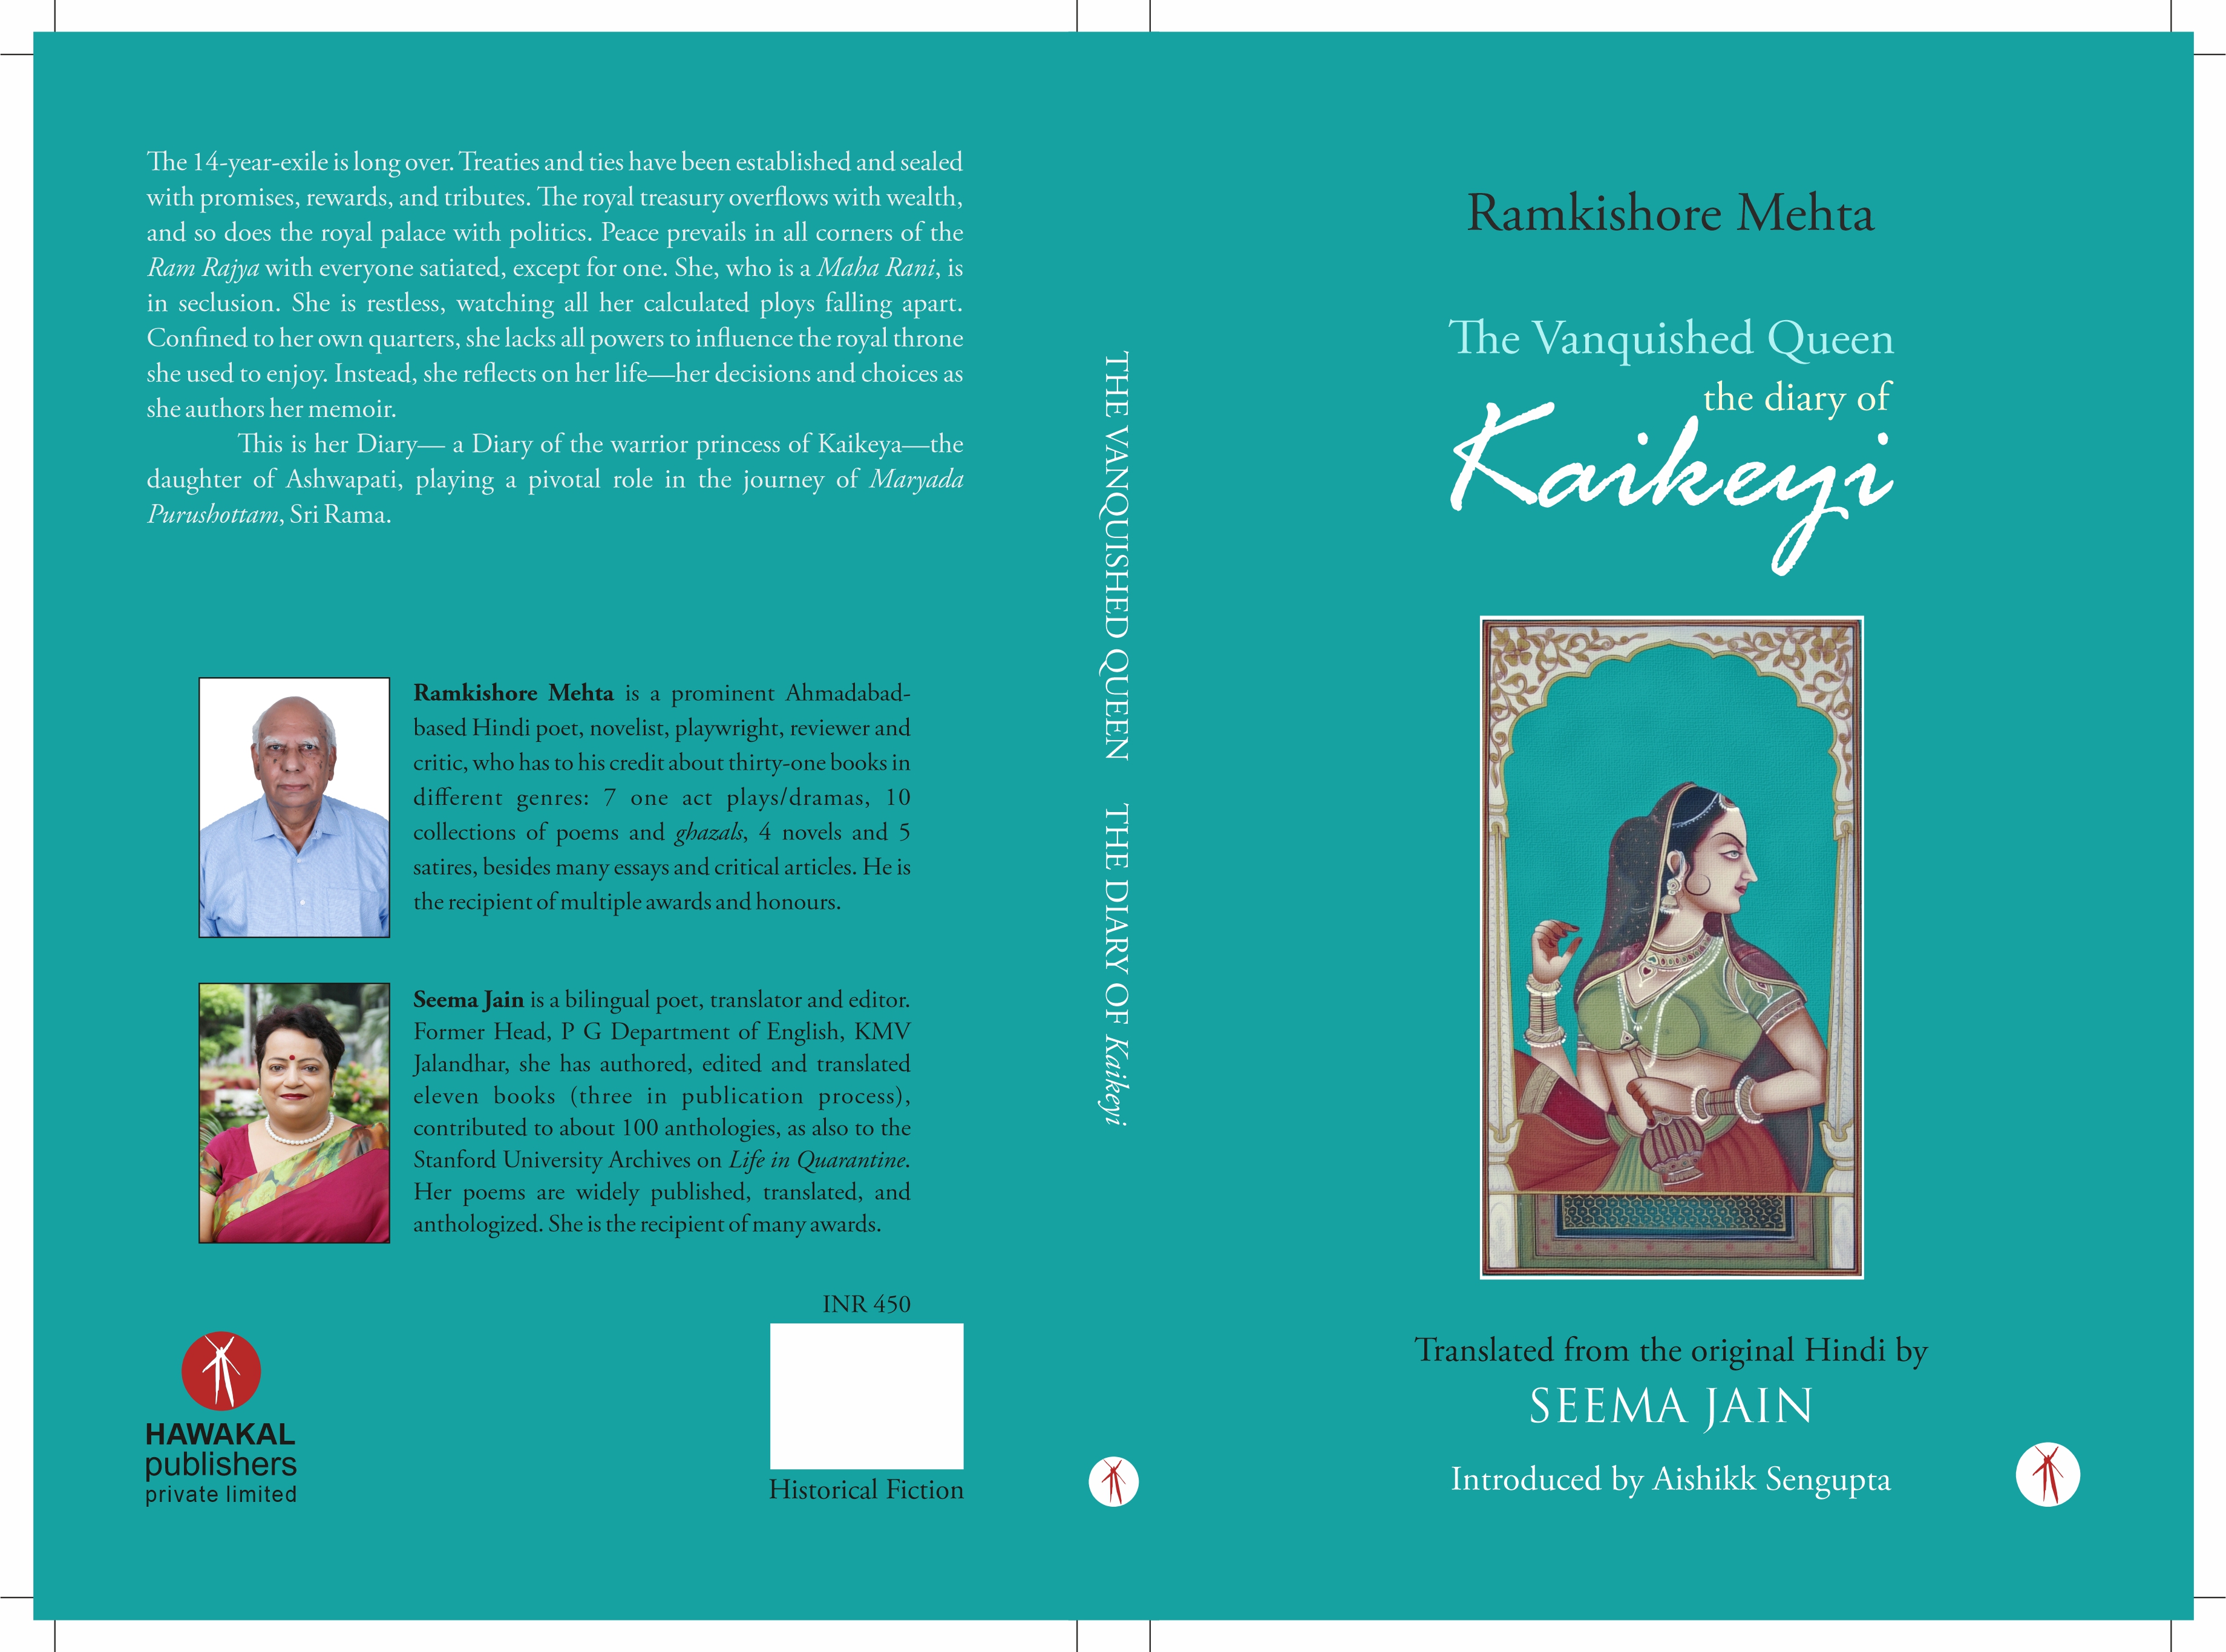 The 14-year-exile is long over. Treaties and ties have been established and sealed
with promises, rewards, and tributes. The royal treasury overflows with wealth,
and so does the royal palace with politics. Peace prevails in all corners of the
Ram Rajya with everyone satiated, except for one. She, who is a Maha Rani, is
in seclusion. She is restless, watching all her calculated ploys falling apart.
Confined to her own quarters, she lacks all powers to influence the royal throne
she used to enjoy. Instead, she reflects on her life—her decisions and choices as
she authors her memoir.
This is her Diary— a Diary of the warrior princess of Kaikeya—the
daughter of Ashwapati, playing a pivotal role in the journey of Maryada
Purushottam, Sri Rama.
Ramkishore Mehta is a prominent Ahmadabad-
based Hindi poet, novelist, playwright, reviewer and
critic, who has to his credit about thirty-one books in
different genres: 7 one act plays/dramas, 10
collections of poems and ghazals, 4 novels and 5
satires, besides many essays and critical articles. He is
the recipient of multiple awards and honours.
Seema Jain is a bilingual poet, translator and editor.
Former Head, P G Department of English, KMV
Jalandhar, she has authored, edited and translated
eleven books (three in publication process),
contributed to about 100 anthologies, as also to the
Stanford University Archives on Life in Quarantine.
Her poems are widely published, translated, and
anthologized. She is the recipient of many awards.
INR 450
HAWAKAL
publishers
private limited
Historical Fiction
THE VANQUISHED QUEEN THE DIARY OF Kaikeyi
Ramkishore Mehta
The Vanquished Queen
the diary of
Kaikeyi
Translated from the original Hindi by
SEEMA JAIN
Introduced by Aishikk Sengupta